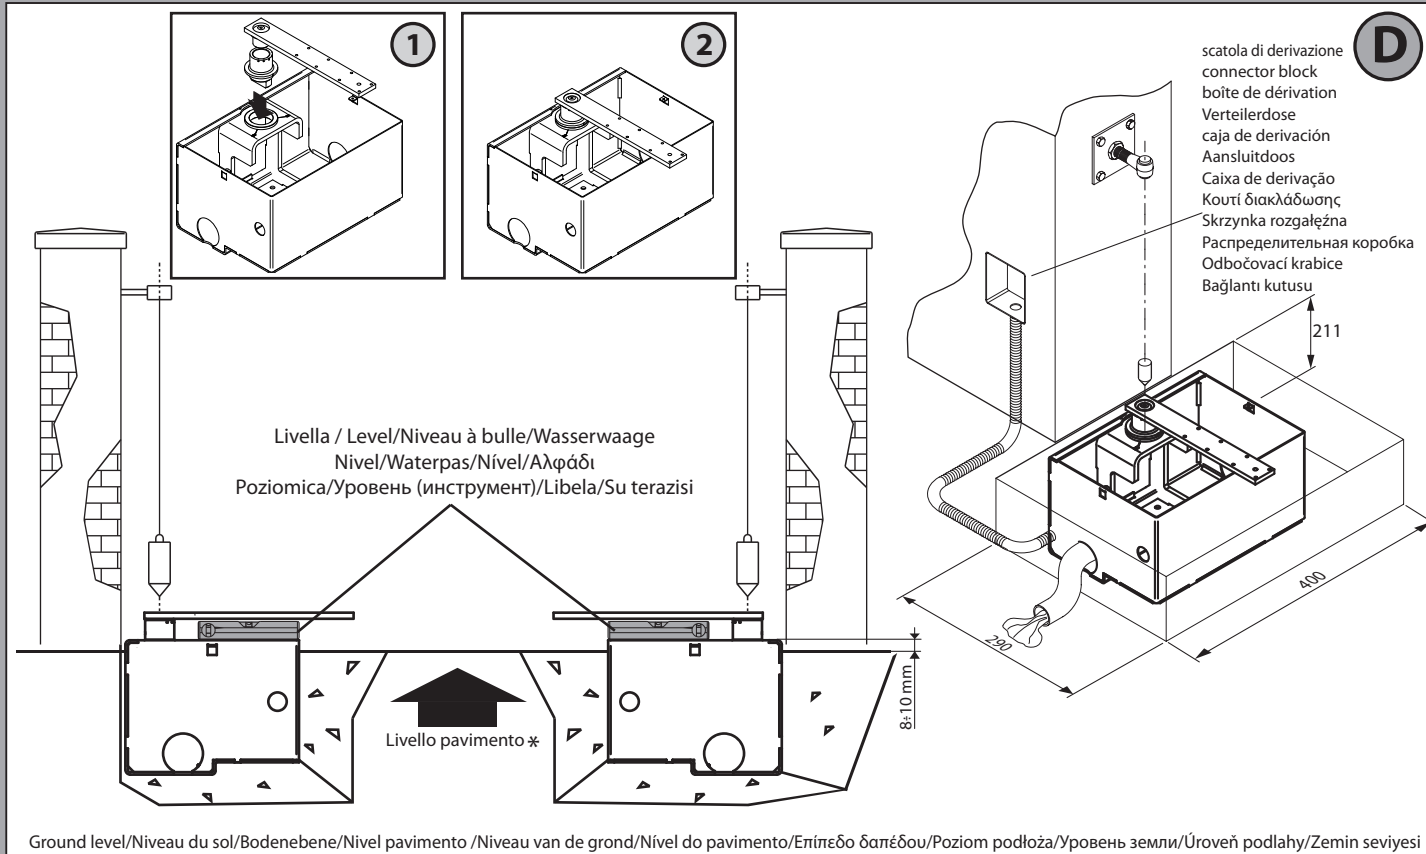 1
2
D
scatola di derivazione
connector block
boîte de dérivation
Verteilerdose
caja de derivación
Aansluitdoos
Caixa de derivação
Κουτί διακλάδωσης
Skrzynka rozgałęźna
Распределительная коробка
Odbočovací krabice
Bağlantı kutusu
211
Livella / Level/Niveau à bulle/Wasserwaage
Nivel/Waterpas/Nível/Αλφάδι
Poziomica/Уровень (инструмент)/Libela/Su terazisi
400
290
8÷10 mm
Livello pavimento *
Ground level/Niveau du sol/Bodenebene/Nivel pavimento /Niveau van de grond/Nível do pavimento/Επίπεδο δαπέδου/Poziom podłoża/Уровень земли/Úroveň podlahy/Zemin seviyesi